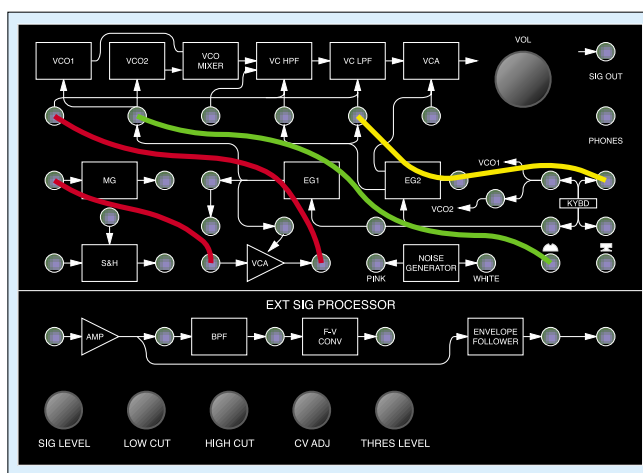 VCO1
VCO2
VCO
MIXER
VC HPF
VC LPF
VCA
VOL
SIG OUT
PHONES
MG
EG1
EG2
VCO1
VCO2
KYBD
S&H
VCA
PINK
NOISE
GENERATOR
WHITE
EXT SIG PROCESSOR
AMP
BPF
F-V
CONV
ENVELOPE
FOLLOWER
SIG LEVEL
LOW CUT
HIGH CUT
CV ADJ
THRES LEVEL